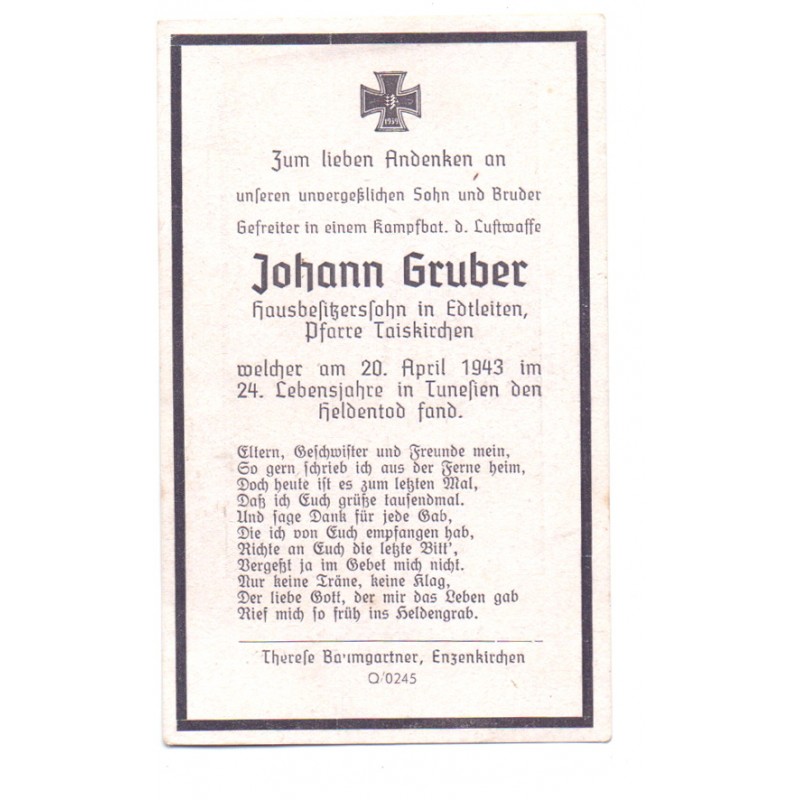 1939
Zum lieben Andenken an
unseren unvergeßlichen Sohn und Bruder
Gefreiter in einem Kampfbat. d. Luftwaffe
Johann Gruber
Hausbesitzerssohn in Edtleiten,
Pfarre Taiskirchen
welcher am 20. April 1943 im
24. Lebensjahre in Tunesien den
Heldentod fand.
Eltern, Geschwister und Freunde mein,
So gern schrieb ich aus der Ferne heim,
Doch heute ist es zum letzten Mal,
Daß ich Euch grüße tausendmal.
Und sage Dank für jede Gab,
Die ich von Euch empfangen hab,
Richte an Euch die letzte Bitt',
Vergeßt ja im Gebet mich nicht.
Nur keine Träne, keine Klag,
Der liebe Gott, der mir das Leben gab
Rief mich so früh ins Heldengrab.
Therese Baumgartner, Enzenkirchen
Q/0245